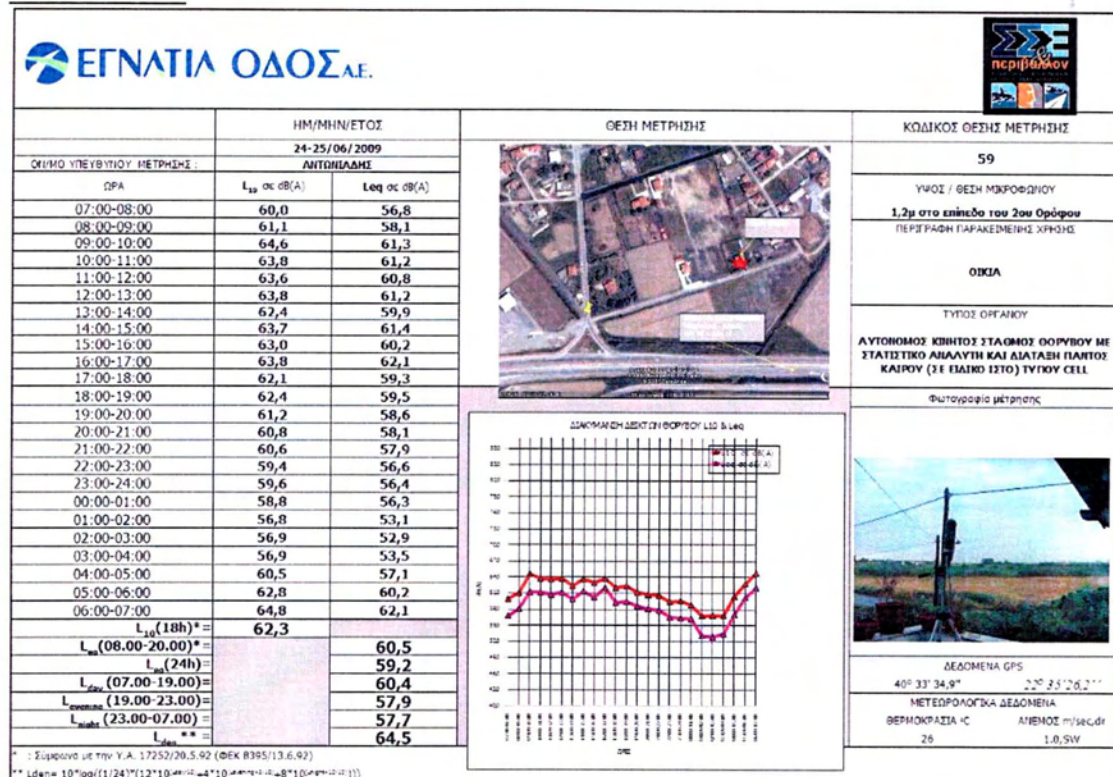 ΕΓΝΑΤΙΑ ΟΔΟΣ Α.Ε.
ΣΣΕ
&
περιβάλλον
ΗΜ/ΜΗΝ/ΕΤΟΣ
ΘΕΣΗ ΜΕΤΡΗΣΗΣ
ΚΩΔΙΚΟΣ ΘΕΣΗΣ ΜΕΤΡΗΣΗΣ
24-25/06/2009
59
ΟΝ/ΜΟ ΥΠΕΥΘΥΝΟΥ ΜΕΤΡΗΣΗΣ : ΑΝΤΩΝΙΑΔΗΣ
ΩΡΑ L10 σε dB(A) Leq σε dB(A)
07:00-08:00 60,0 56,8
08:00-09:00 61,1 58,1
09:00-10:00 64,6 61,3
10:00-11:00 63,8 61,2
11:00-12:00 63,6 60,8
12:00-13:00 63,8 61,2
13:00-14:00 62,4 59,9
14:00-15:00 63,7 61,4
15:00-16:00 63,0 60,2
16:00-17:00 63,8 62,1
17:00-18:00 62,1 59,3
18:00-19:00 62,4 59,5
19:00-20:00 61,2 58,6
20:00-21:00 60,8 58,1
21:00-22:00 60,6 57,9
22:00-23:00 59,4 56,6
23:00-24:00 59,6 56,4
00:00-01:00 58,8 56,3
01:00-02:00 56,8 53,1
02:00-03:00 56,9 52,9
03:00-04:00 56,9 53,5
04:00-05:00 60,5 57,1
05:00-06:00 62,8 60,2
06:00-07:00 64,8 62,1
L10(18h)*= 62,3
Leq(08.00-20.00)*= 60,5
Leq(24h)= 59,2
Lday (07.00-19.00)= 60,4
Levening (19.00-23.00)= 57,9
Lnight (23.00-07.00) = 57,7
Lden ** = 64,5
ΥΨΟΣ / ΘΕΣΗ ΜΙΚΡΟΦΩΝΟΥ
1,2μ στο επίπεδο του 2ου Ορόφου
ΠΕΡΙΓΡΑΦΗ ΠΑΡΑΚΕΙΜΕΝΗΣ ΧΡΗΣΗΣ
ΟΙΚΙΑ
ΤΥΠΟΣ ΟΡΓΑΝΟΥ
ΑΥΤΟΝΟΜΟΣ ΚΙΝΗΤΟΣ ΣΤΑΘΜΟΣ ΘΟΡΥΒΟΥ ΜΕ
ΣΤΑΤΙΣΤΙΚΟ ΑΝΑΛΥΤΗ ΚΑΙ ΔΙΑΤΑΞΗ ΠΑΝΤΟΣ
ΚΑΙΡΟΥ (ΣΕ ΕΙΔΙΚΟ ΙΣΤΟ) ΤΥΠΟΥ CELL
Φωτογραφία μέτρησης
ΔΙΑΚΥΜΑΝΣΗ ΔΕΙΚΤΩΝ ΘΟΡΥΒΟΥ L10 & Leq
ΔΕΔΟΜΕΝΑ GPS
40º 33' 34,9" 22º 35'26,2''
ΜΕΤΕΩΡΟΛΟΓΙΚΑ ΔΕΔΟΜΕΝΑ
ΘΕΡΜΟΚΡΑΣΙΑ ºC ΑΝΕΜΟΣ m/sec,dr
26 1.0,SW
* : Σύμφωνα με την Υ.Α. 17252/20.5.92 (ΦΕΚ Β395/13.6.92)